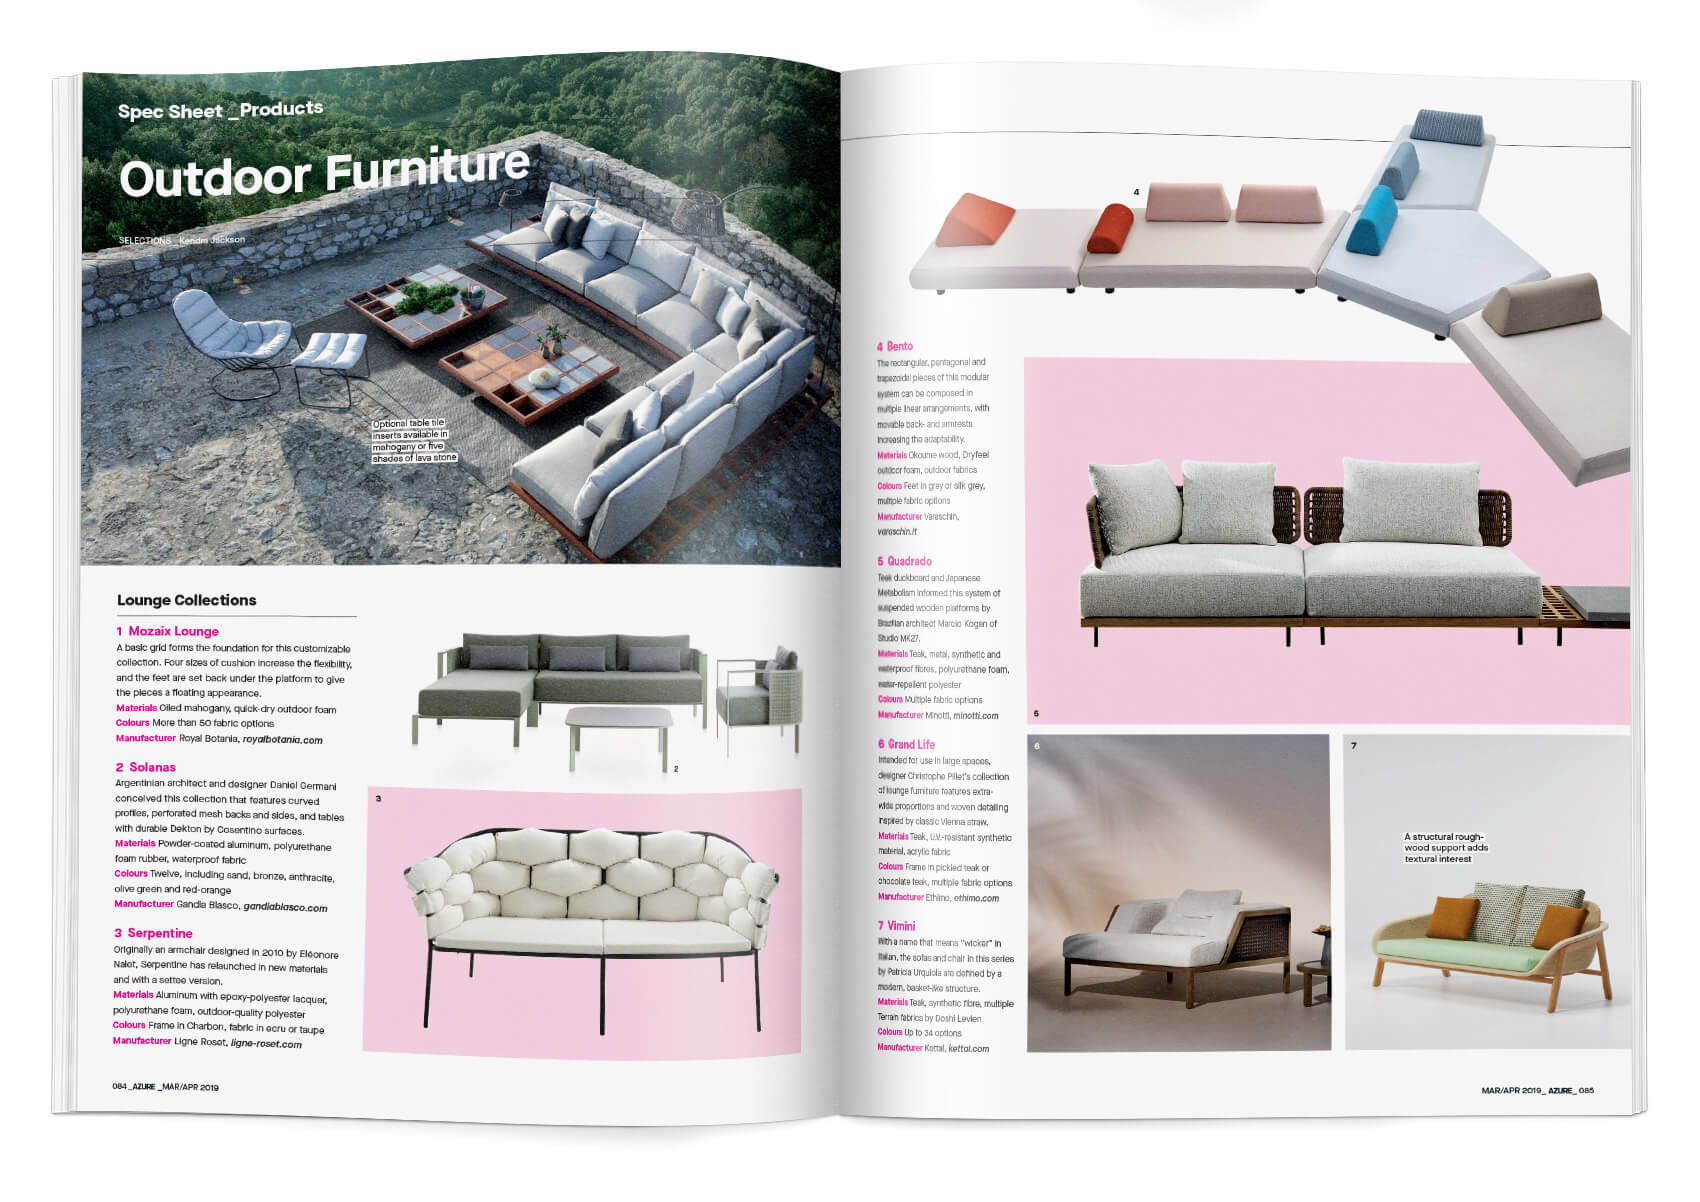 Spec Sheet _Products
Outdoor Furniture
SELECTIONS _Kendra Jackson
Optional table tile
inserts available in
mahogany or five
shades of lava stone
1
Lounge Collections
1 Mozaix Lounge
A basic grid forms the foundation for this customizable
collection. Four sizes of cushion increase the flexibility,
and the feet are set back under the platform to give
the pieces a floating appearance.
Materials Oiled mahogany, quick-dry outdoor foam
Colours More than 50 fabric options
Manufacturer Royal Botania, royalbotania.com
2 Solanas
Argentinian architect and designer Daniel Germani
conceived this collection that features curved
profiles, perforated mesh backs and sides, and tables
with durable Dekton by Cosentino surfaces.
Materials Powder-coated aluminum, polyurethane
foam rubber, waterproof fabric
Colours Twelve, including sand, bronze, anthracite,
olive green and red-orange
Manufacturer Gandia Blasco, gandiablasco.com
3 Serpentine
Originally an armchair designed in 2010 by Eléonore
Nalet, Serpentine has relaunched in new materials
and with a settee version.
Materials Aluminum with epoxy-polyester lacquer,
polyurethane foam, outdoor-quality polyester
Colours Frame in Charbon, fabric in ecru or taupe
Manufacturer Ligne Roset, ligne-roset.com
2
3
084 _AZURE _MAR/APR 2019
4
4 Bento
The rectangular, pentagonal and
trapezoidal pieces of this modular
system can be composed in
multiple linear arrangements, with
movable back- and armrests
increasing the adaptability.
Materials Okoume wood, Dryfeel
outdoor foam, outdoor fabrics
Colours Feet in grey or silk grey,
multiple fabric options
Manufacturer Varaschin,
varaschin.it
5 Quadrado
Teak duckboard and Japanese
Metabolism informed this system of
suspended wooden platforms by
Brazilian architect Marcio Kogan of
Studio MK27.
Materials Teak, metal, synthetic and
waterproof fibres, polyurethane foam,
water-repellent polyester
Colours Multiple fabric options
Manufacturer Minotti, minotti.com
6 Grand Life
Intended for use in large spaces,
designer Christophe Pillet's collection
of lounge furniture features extra-
wide proportions and woven detailing
inspired by classic Vienna straw.
Materials Teak, U.V.-resistant synthetic
material, acrylic fabric
Colours Frame in pickled teak or
chocolate teak, multiple fabric options
Manufacturer Ethimo, ethimo.com
7 Vimini
With a name that means "wicker" in
Italian, the sofas and chair in this series
by Patricia Urquiola are defined by a
modern, basket-like structure.
Materials Teak, synthetic fibre, multiple
Terrain fabrics by Doshi Levien
Colours Up to 34 options
Manufacturer Kettal, kettal.com
5
6
7
A structural rough-
wood support adds
textural interest
MAR/APR 2019_ AZURE_ 085